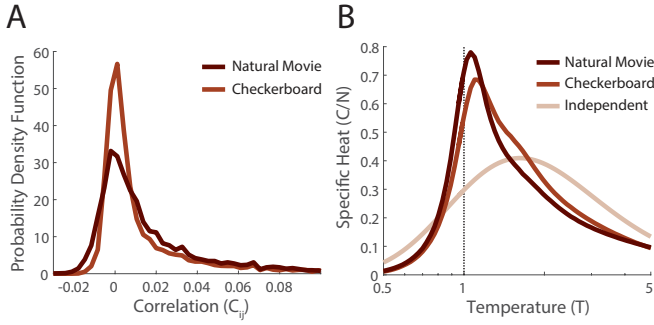 A
Probability Density Function
60
50
40
30
20
10
0
-0.02
0
0.02
0.04
0.06
0.08
Correlation (Cij)
Natural Movie
Checkerboard
B
Specific Heat (C/N)
0.8
0.7
0.6
0.5
0.4
0.3
0.2
0.1
0
0.5
1
5
Temperature (T)
Natural Movie
Checkerboard
Independent